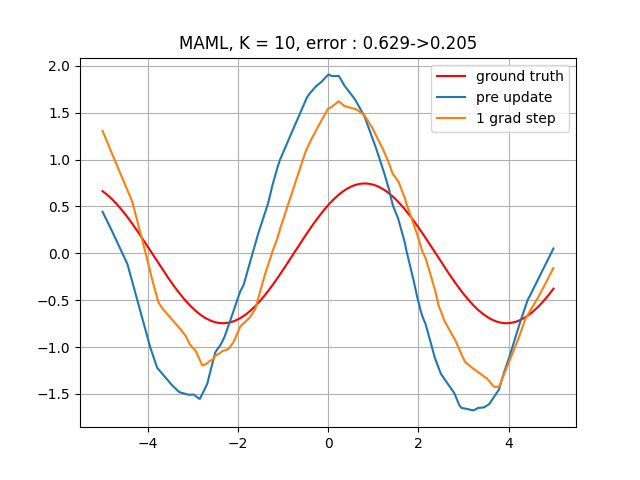 MAML, K = 10, error : 0.629->0.205
ground truth
pre update
1 grad step
2.0
1.5
1.0
0.5
0.0
−0.5
−1.0
−1.5
−4 −2 0 2 4